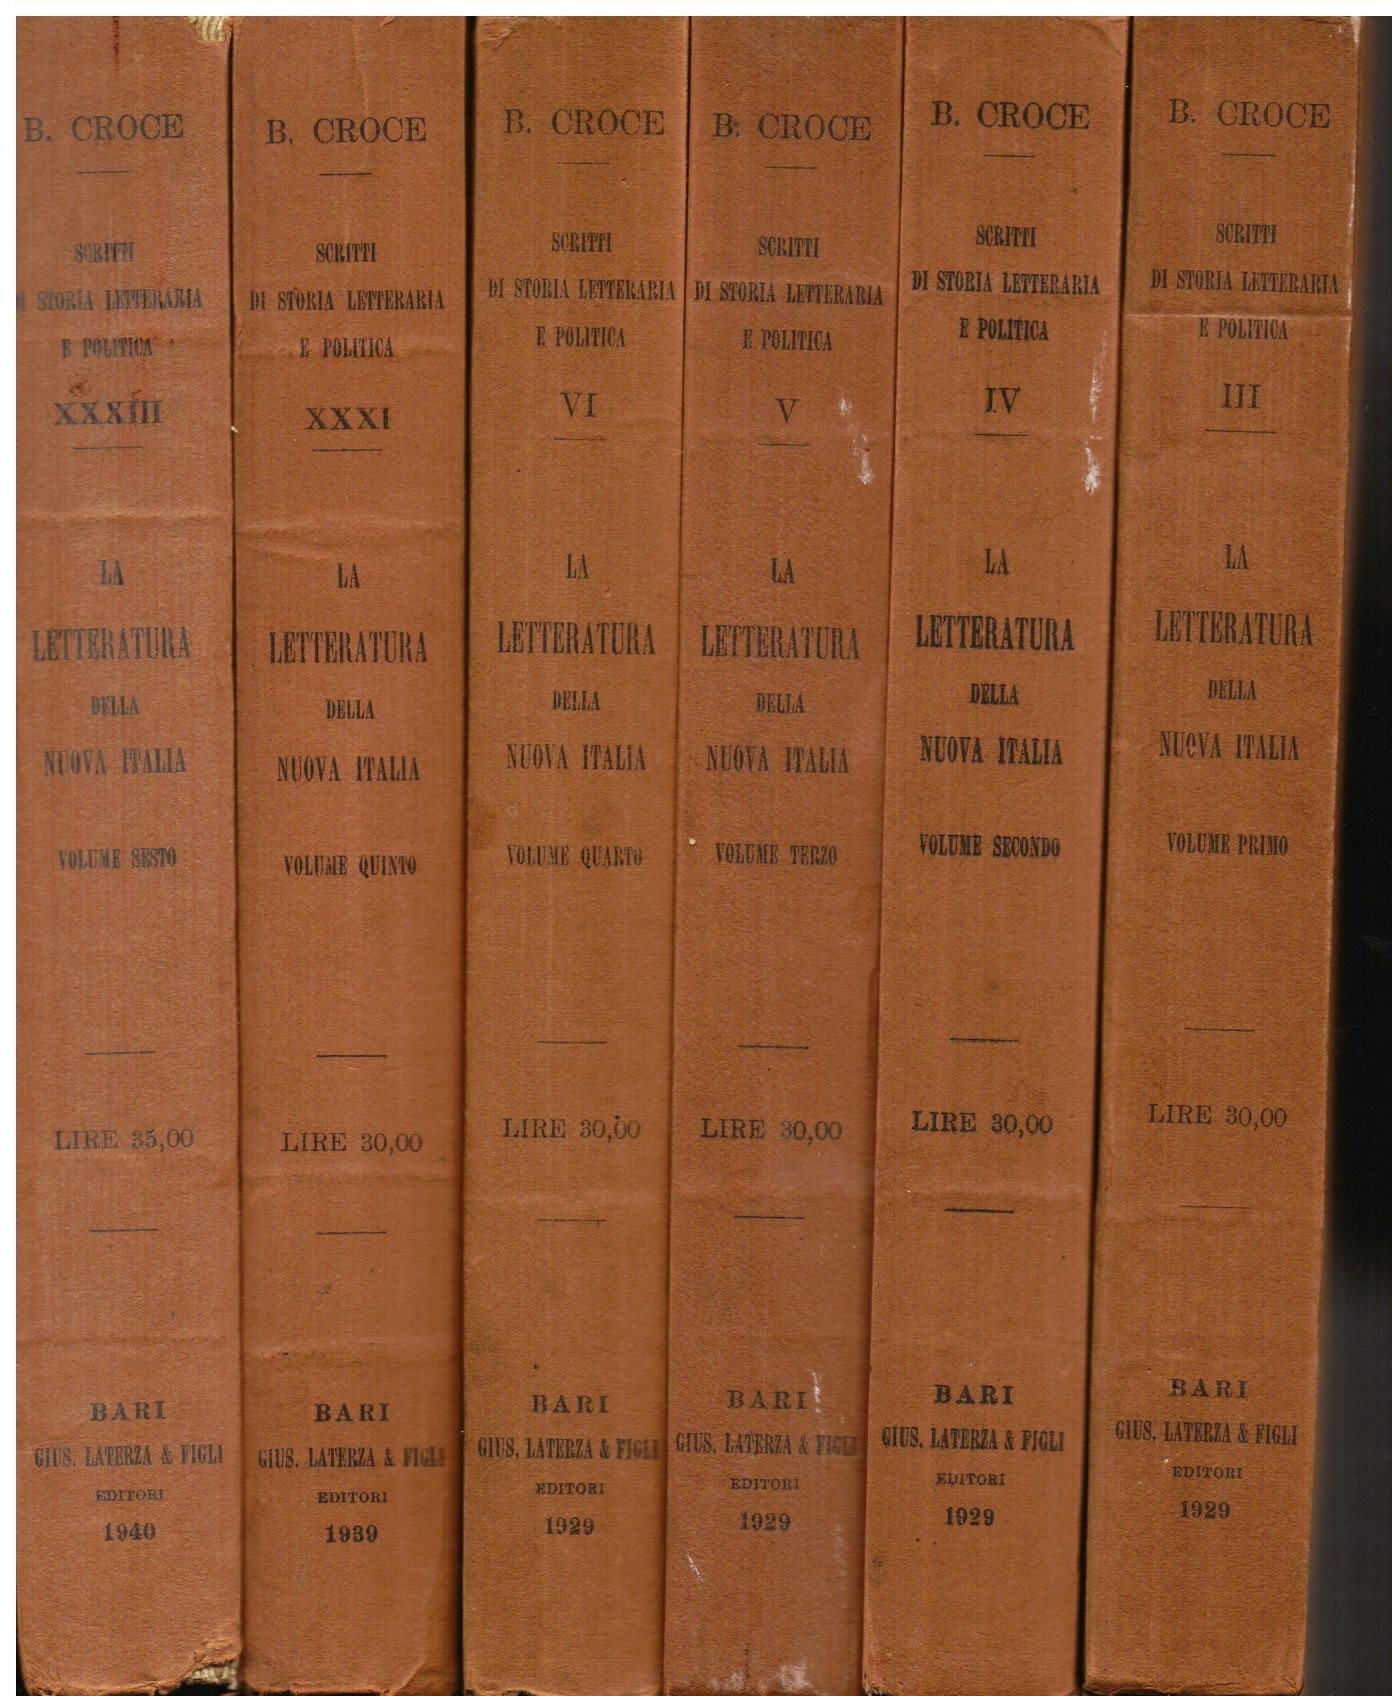 B. CROCE
SCRITTI
DI STORIA LETTERARIA
E POLITICA
XXXIII
LA
LETTERATURA
DELLA
NUOVA ITALIA
VOLUME SESTO
LIRE 35,00
BARI
GIUS. LATERZA & FIGLI
EDITORI
1940
B. CROCE
SCRITTI
DI STORIA LETTERARIA
E POLITICA
XXXI
LA
LETTERATURA
DELLA
NUOVA ITALIA
VOLUME QUINTO
LIRE 30,00
BARI
GIUS. LATERZA & FIGLI
EDITORI
1939
B. CROCE
SCRITTI
DI STORIA LETTERARIA
E POLITICA
VI
LA
LETTERATURA
DELLA
NUOVA ITALIA
VOLUME QUARTO
LIRE 30,00
BARI
GIUS. LATERZA & FIGLI
EDITORI
1929
B. CROCE
SCRITTI
DI STORIA LETTERARIA
E POLITICA
V
LA
LETTERATURA
DELLA
NUOVA ITALIA
VOLUME TERZO
LIRE 30,00
BARI
GIUS. LATERZA & FIGLI
EDITORI
1929
B. CROCE
SCRITTI
DI STORIA LETTERARIA
E POLITICA
IV
LA
LETTERATURA
DELLA
NUOVA ITALIA
VOLUME SECONDO
LIRE 30,00
BARI
GIUS. LATERZA & FIGLI
EDITORI
1929
B. CROCE
SCRITTI
DI STORIA LETTERARIA
E POLITICA
III
LA
LETTERATURA
DELLA
NUOVA ITALIA
VOLUME PRIMO
LIRE 30,00
BARI
GIUS. LATERZA & FIGLI
EDITORI
1929